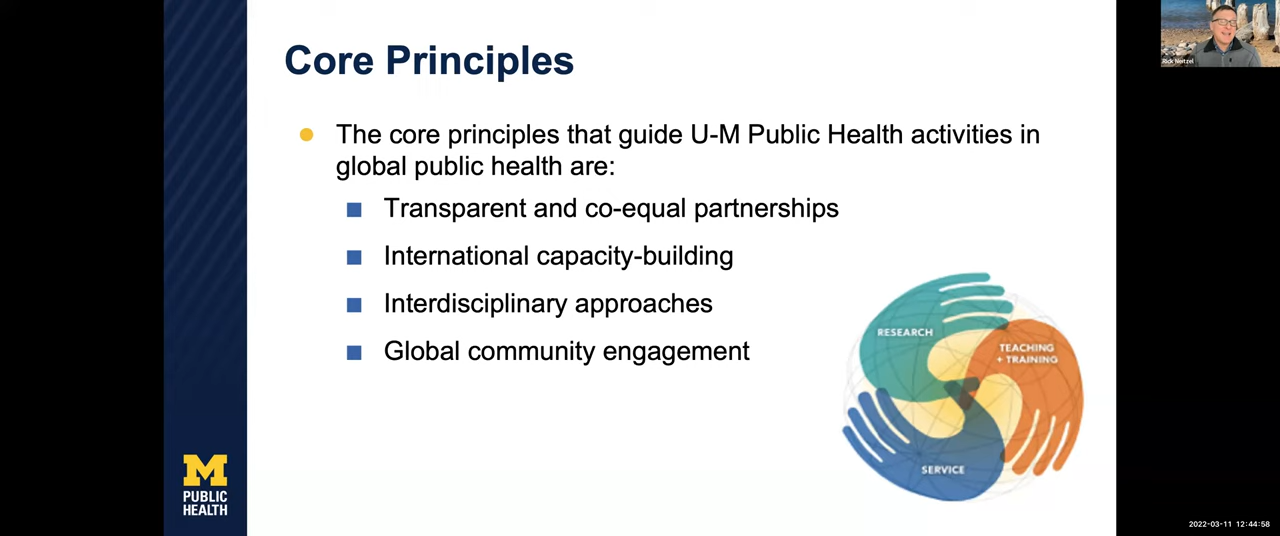 Core Principles
The core principles that guide U-M Public Health activities in
global public health are:
Transparent and co-equal partnerships
International capacity-building
Interdisciplinary approaches
Global community engagement
RESEARCH
TEACHING
+ TRAINING
SERVICE
M
PUBLIC
HEALTH
Rick Neitzel
2022-03-11 12:44:58